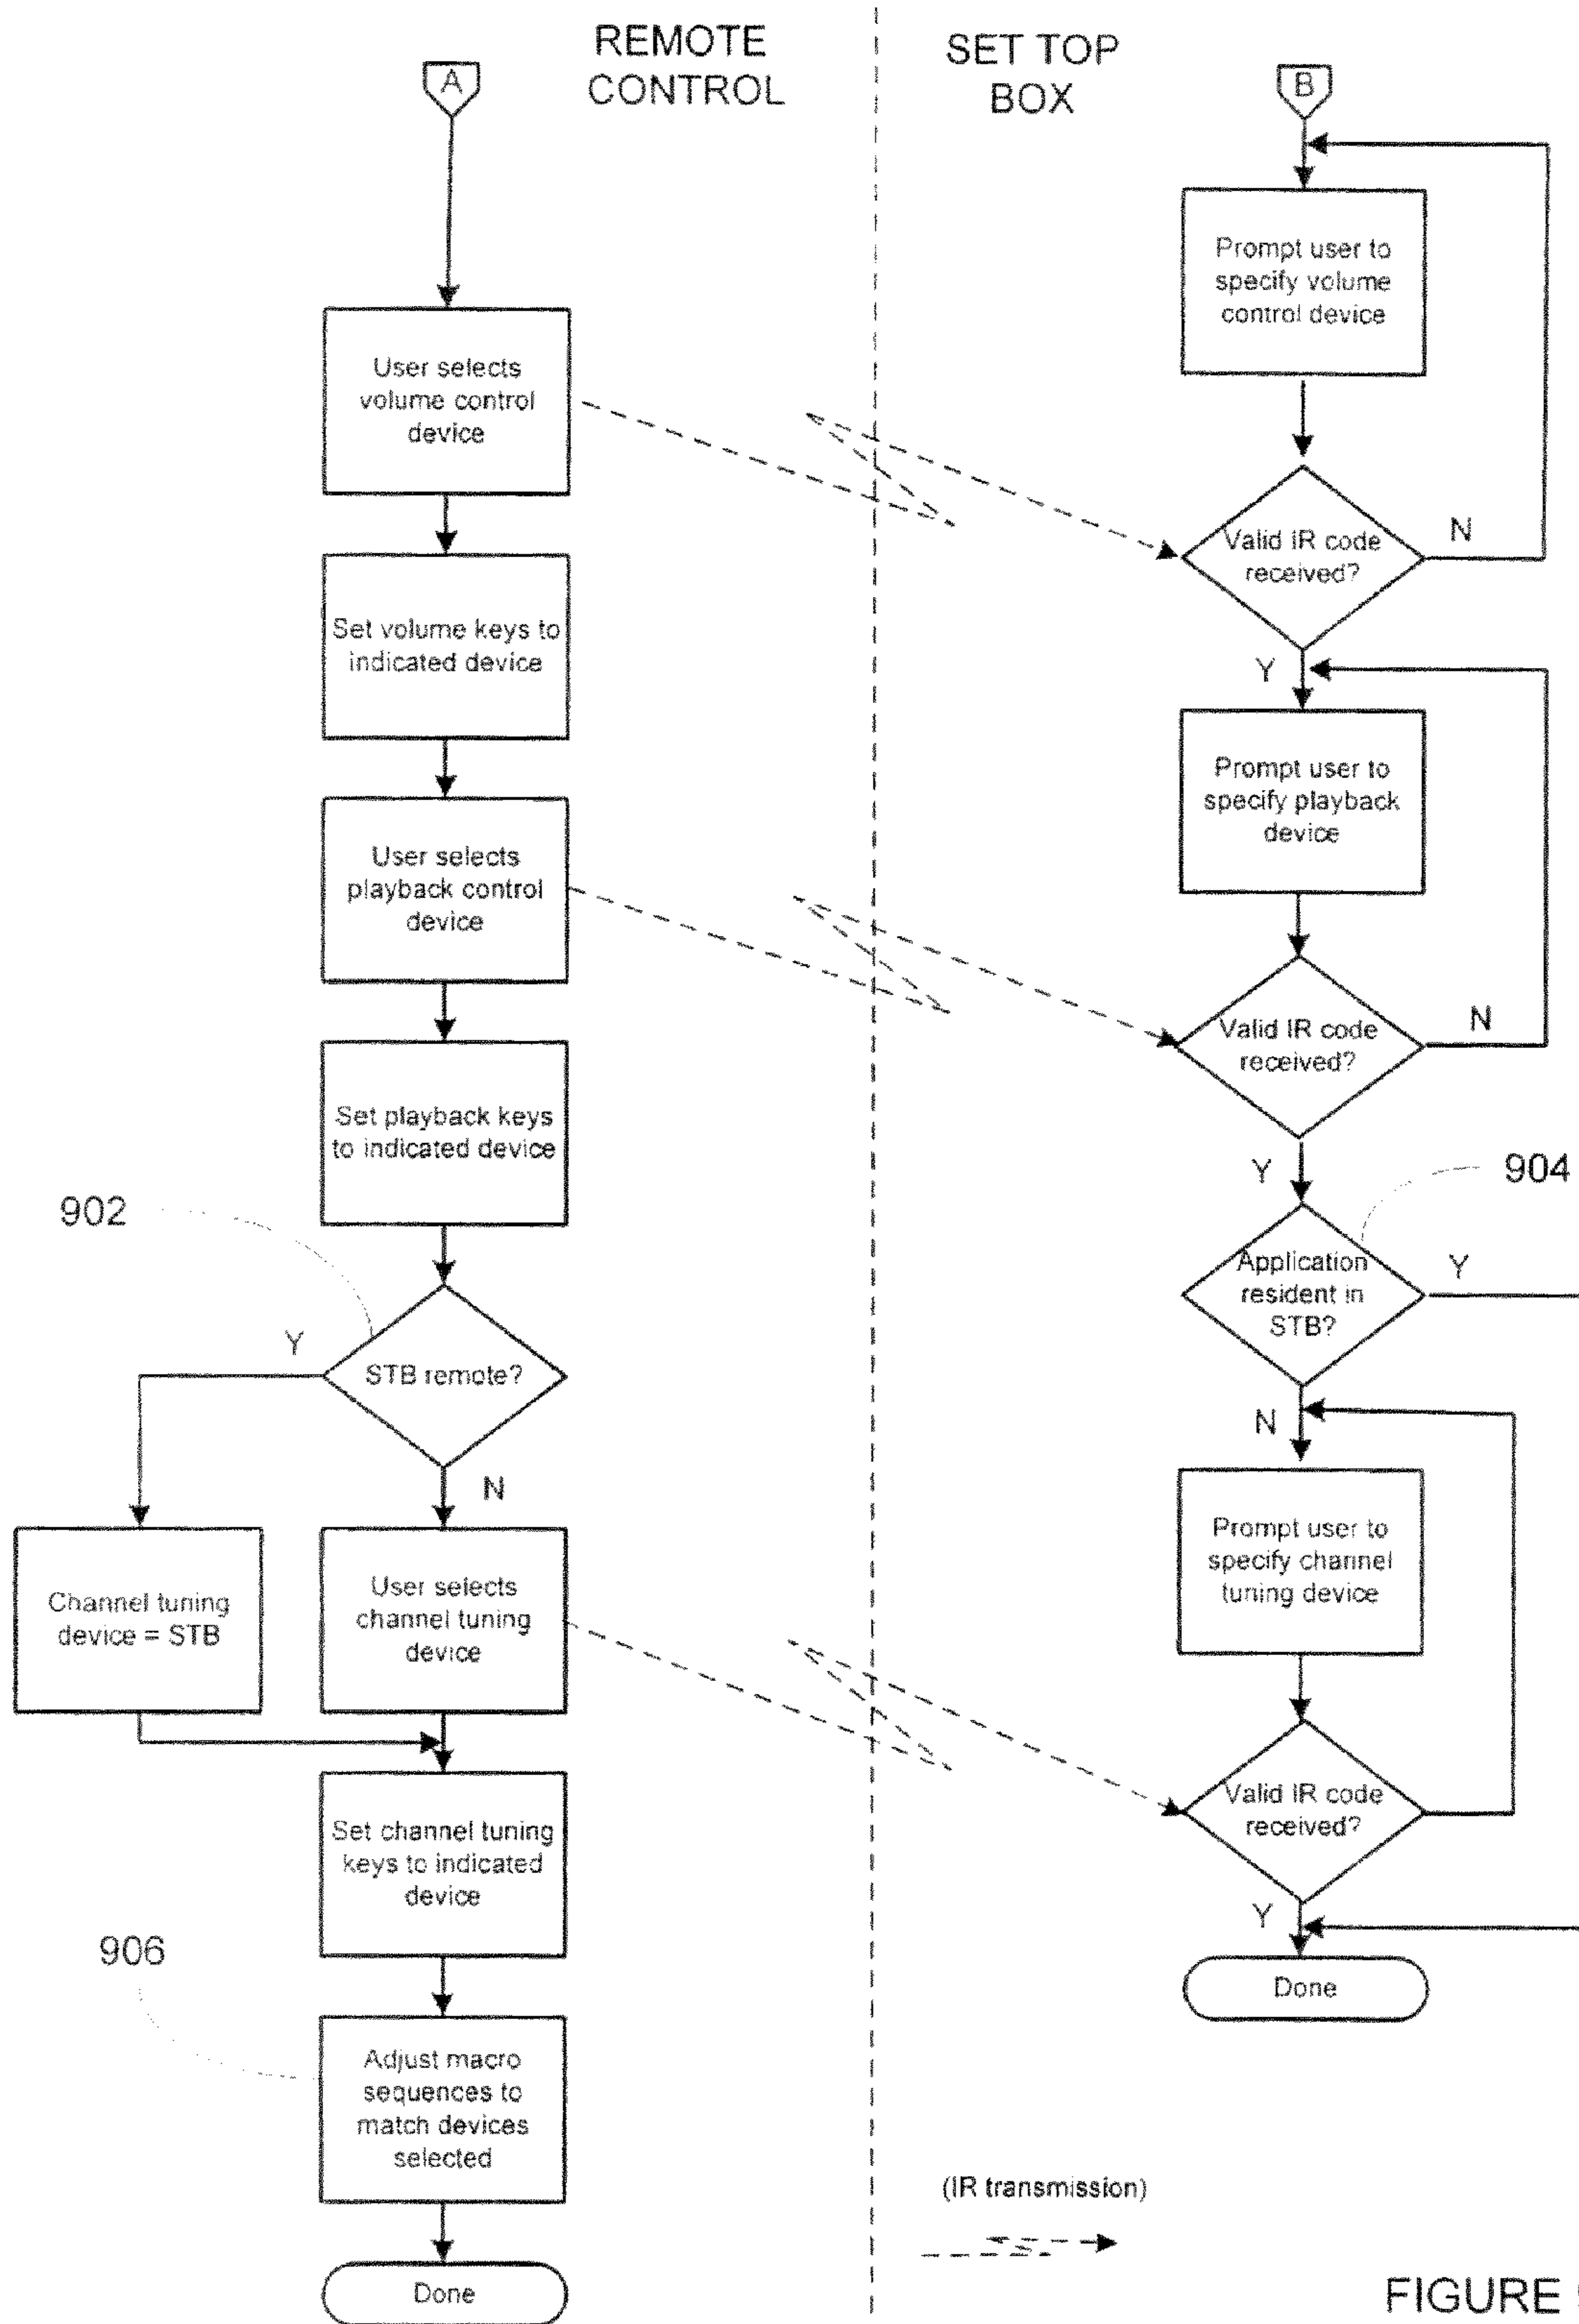 REMOTE
CONTROL
SET TOP
BOX
A
B
Prompt user to
specify volume
control device
User selects
volume control
device
Valid IR code
received?
N
Y
Set volume keys to
indicated device
Prompt user to
specify playback
device
User selects
playback control
device
Valid IR code
received?
N
Y
Set playback keys
to indicated device
902
904
Application
resident in
STB?
Y
N
STB remote?
Y
N
Prompt user to
specify channel
tuning device
Channel tuning
device = STB
User selects
channel tuning
device
Valid IR code
received?
Y
Set channel tuning
keys to indicated
device
906
Done
Adjust macro
sequences to
match devices
selected
(IR transmission)
Done
FIGURE